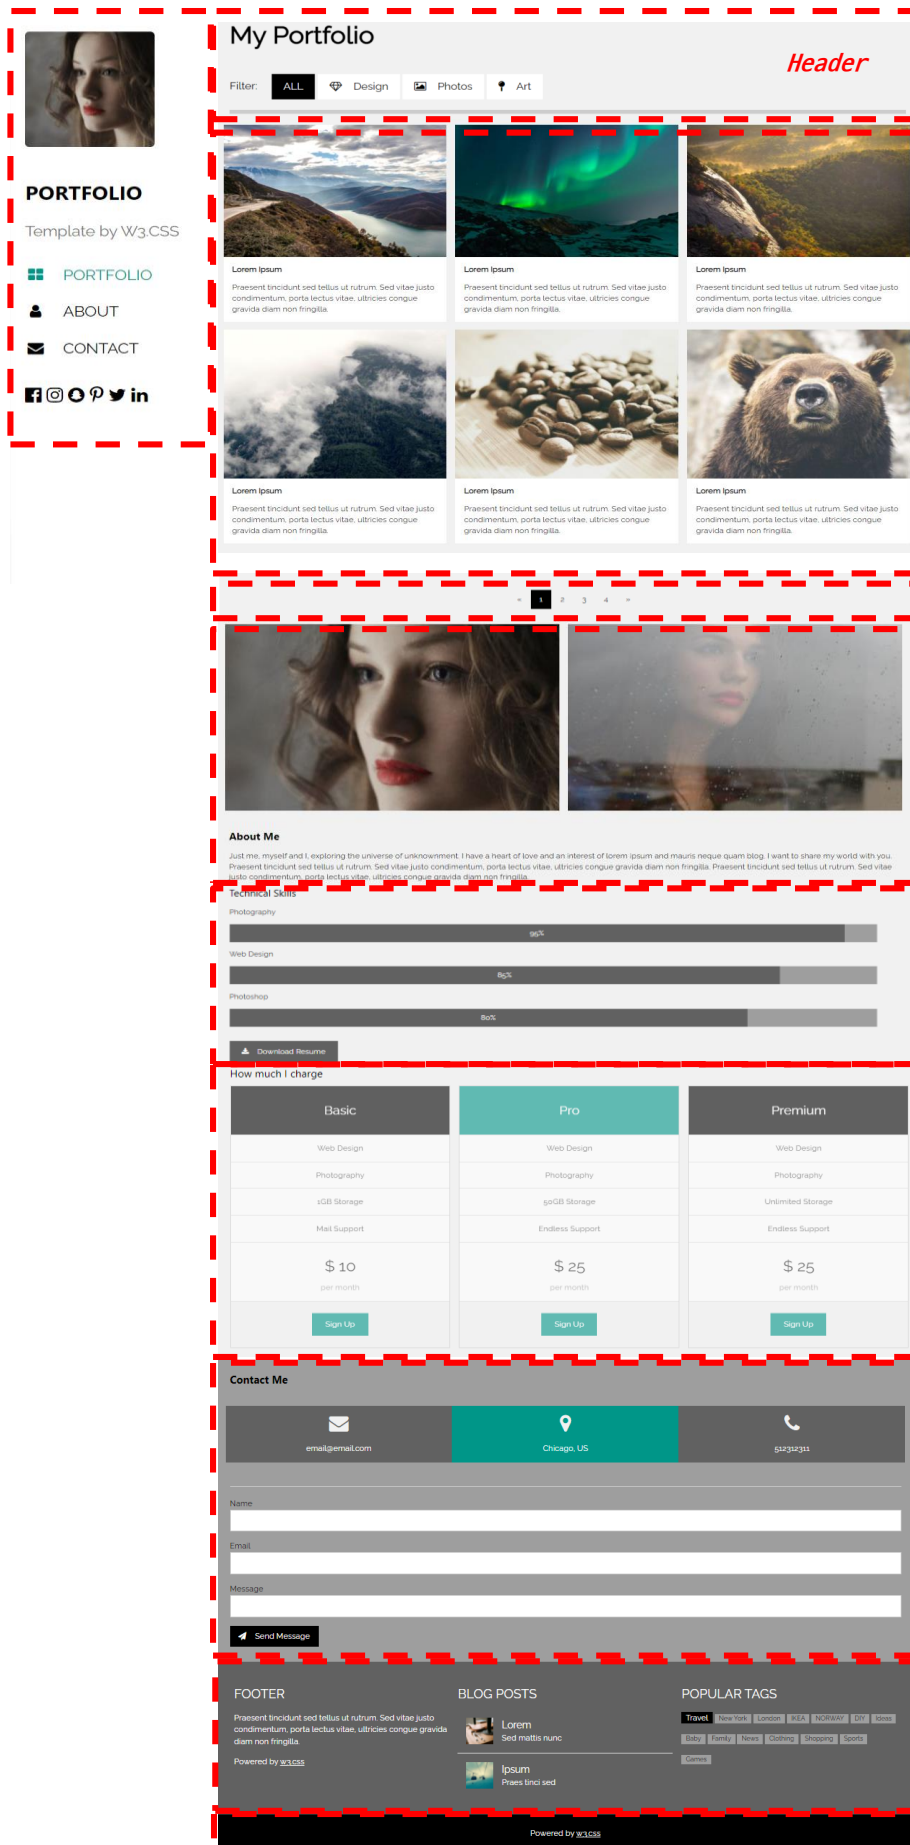 My Portfolio
Header
Filter:
ALL
Design
Photos
Art
PORTFOLIO
Template by W3.CSS
PORTFOLIO
ABOUT
CONTACT
Lorem Ipsum
Praesent tincidunt sed tellus ut rutrum. Sed vitae justo
condimentum, porta lectus vitae, ultricies congue
gravida diam non fringilla.
Lorem Ipsum
Praesent tincidunt sed tellus ut rutrum. Sed vitae justo
condimentum, porta lectus vitae, ultricies congue
gravida diam non fringilla.
Lorem Ipsum
Praesent tincidunt sed tellus ut rutrum. Sed vitae justo
condimentum, porta lectus vitae, ultricies congue
gravida diam non fringilla.
Lorem Ipsum
Praesent tincidunt sed tellus ut rutrum. Sed vitae justo
condimentum, porta lectus vitae, ultricies congue
gravida diam non fringilla.
Lorem Ipsum
Praesent tincidunt sed tellus ut rutrum. Sed vitae justo
condimentum, porta lectus vitae, ultricies congue
gravida diam non fringilla.
Lorem Ipsum
Praesent tincidunt sed tellus ut rutrum. Sed vitae justo
condimentum, porta lectus vitae, ultricies congue
gravida diam non fringilla.
« 1 2 3 4 »
About Me
Just me, myself and I, exploring the universe of unknownment. I have a heart of love and an interest of lorem ipsum and mauris neque quam blog. I want to share my world with you.
Praesent tincidunt sed tellus ut rutrum. Sed vitae justo condimentum, porta lectus vitae, ultricies congue gravida diam non fringilla. Praesent tincidunt sed tellus ut rutrum. Sed vitae
justo condimentum, porta lectus vitae, ultricies congue gravida diam non fringilla.
Technical Skills
Photography
95%
Web Design
85%
Photoshop
80%
Download Resume
How much I charge
Basic
Web Design
Photography
1GB Storage
Mail Support
$ 10
per month
Sign Up
Pro
Web Design
Photography
50GB Storage
Endless Support
$ 25
per month
Sign Up
Premium
Web Design
Photography
Unlimited Storage
Endless Support
$ 25
per month
Sign Up
Contact Me
email@email.com
Chicago, US
512312311
Name
Email
Message
Send Message
FOOTER
Praesent tincidunt sed tellus ut rutrum. Sed vitae justo
condimentum, porta lectus vitae, ultricies congue gravida
diam non fringilla.
Powered by w3.css
BLOG POSTS
Lorem
Sed mattis nunc
Ipsum
Praes tinci sed
POPULAR TAGS
Travel New York London IKEA NORWAY DIY Ideas
Baby Family News Clothing Shopping Sports
Games
Powered by w3.css